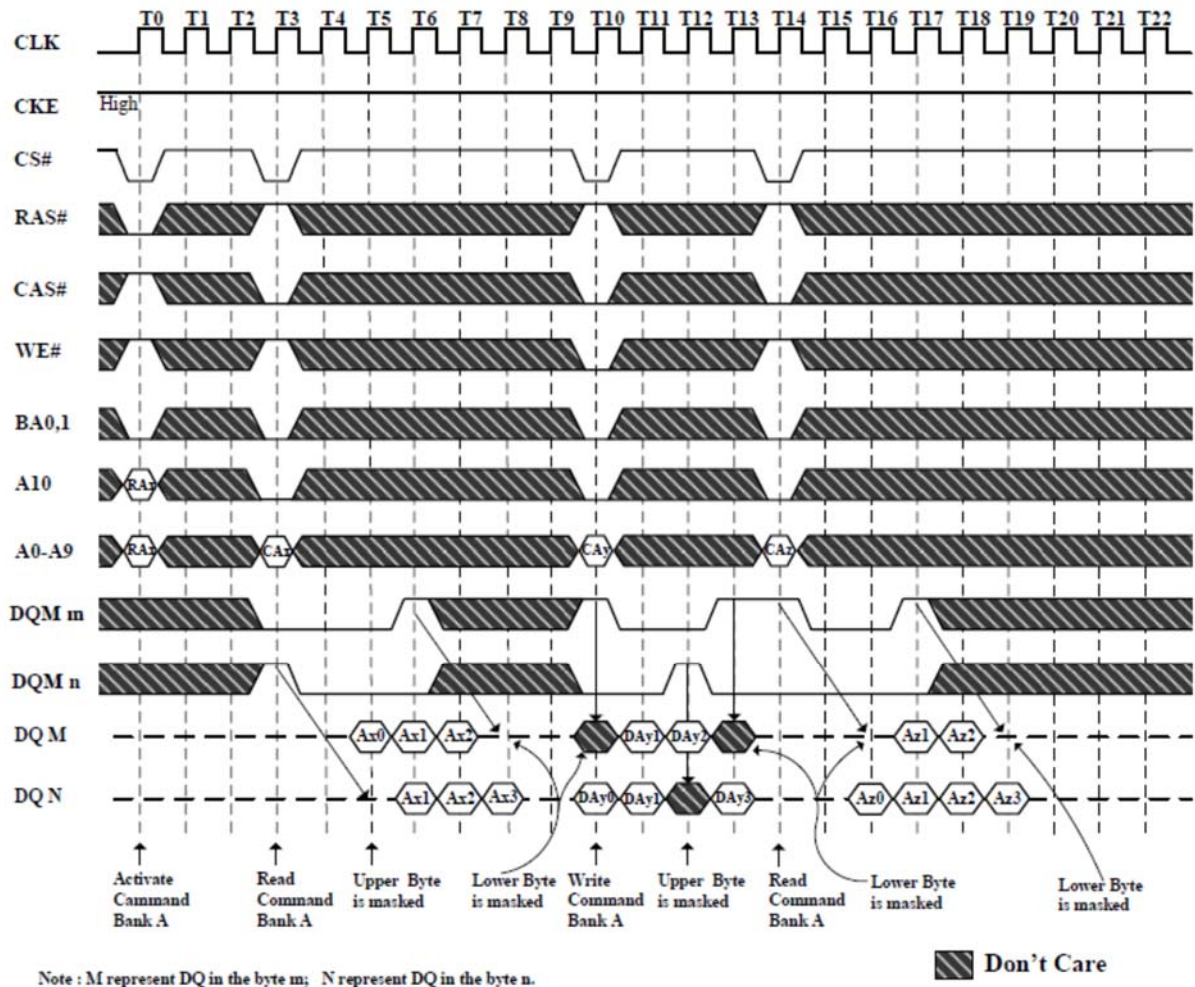 T0 T1 T2 T3 T4 T5 T6 T7 T8 T9 T10 T11 T12 T13 T14 T15 T16 T17 T18 T19 T20 T21 T22
CLK
CKE High
CS#
RAS#
CAS#
WE#
BA0,1
A10 RAx
A0-A9 RAx CAx CAy CAz
DQM m
DQM n
DQ M Ax0 Ax1 Ax2 DAy1 DAy2 Az1 Az2
DQ N Ax1 Ax2 Ax3 DAy0 DAy1 DAy3 Az0 Az1 Az2 Az3
Activate
Cammand
Bank A
Read
Command
Bank A
Upper Byte
is masked
Lower Byte
is masked
Write
Command
Bank A
Upper Byte
is masked
Read
Command
Bank A
Lower Byte
is masked
Lower Byte
is masked
Don't Care
Note : M represent DQ in the byte m; N represent DQ in the byte n.